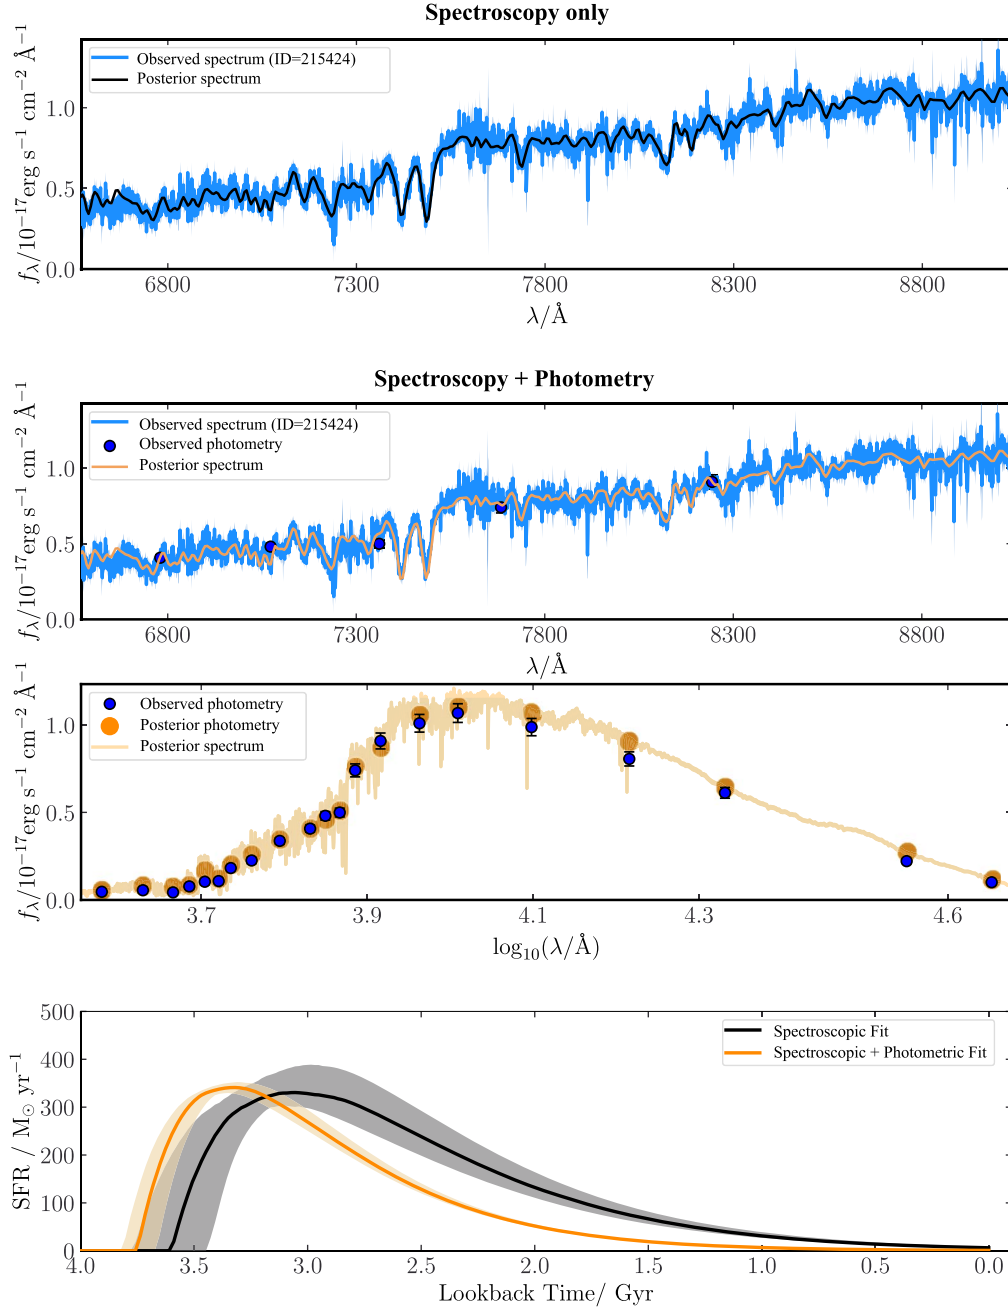 Spectroscopy only
Observed spectrum (ID=215424)
Posterior spectrum
f_λ/10⁻¹⁷erg s⁻¹ cm⁻² Å⁻¹
1.0
0.5
0.0
6800 7300 7800 8300 8800
λ/Å
Spectroscopy + Photometry
Observed spectrum (ID=215424)
Observed photometry
Posterior spectrum
f_λ/10⁻¹⁷erg s⁻¹ cm⁻² Å⁻¹
1.0
0.5
0.0
6800 7300 7800 8300 8800
λ/Å
Observed photometry
Posterior photometry
Posterior spectrum
f_λ/10⁻¹⁷erg s⁻¹ cm⁻² Å⁻¹
1.0
0.5
0.0
3.7 3.9 4.1 4.3 4.6
log₁₀(λ/Å)
Spectroscopic Fit
Spectroscopic + Photometric Fit
SFR / M⊙ yr⁻¹
500
400
300
200
100
0
4.0 3.5 3.0 2.5 2.0 1.5 1.0 0.5 0.0
Lookback Time/ Gyr